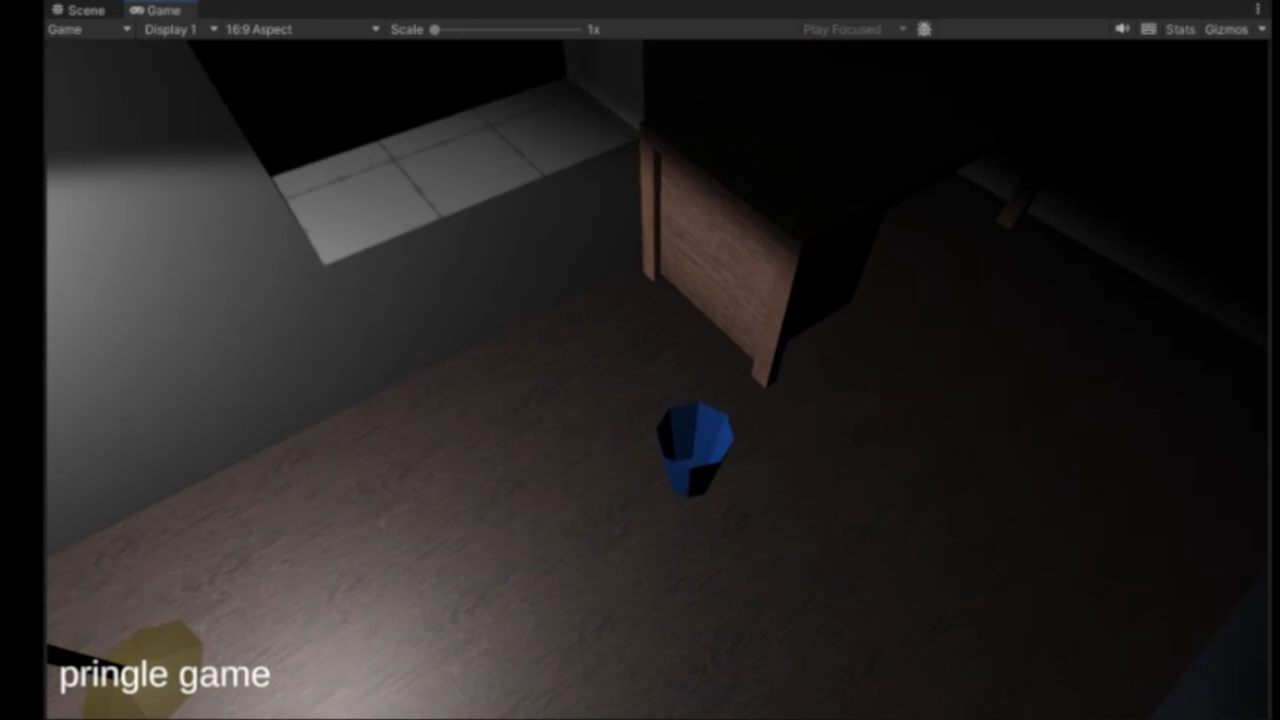 Scene Game
Game Display 1 16:9 Aspect Scale 1x Play Focused Stats Gizmos
pringle game